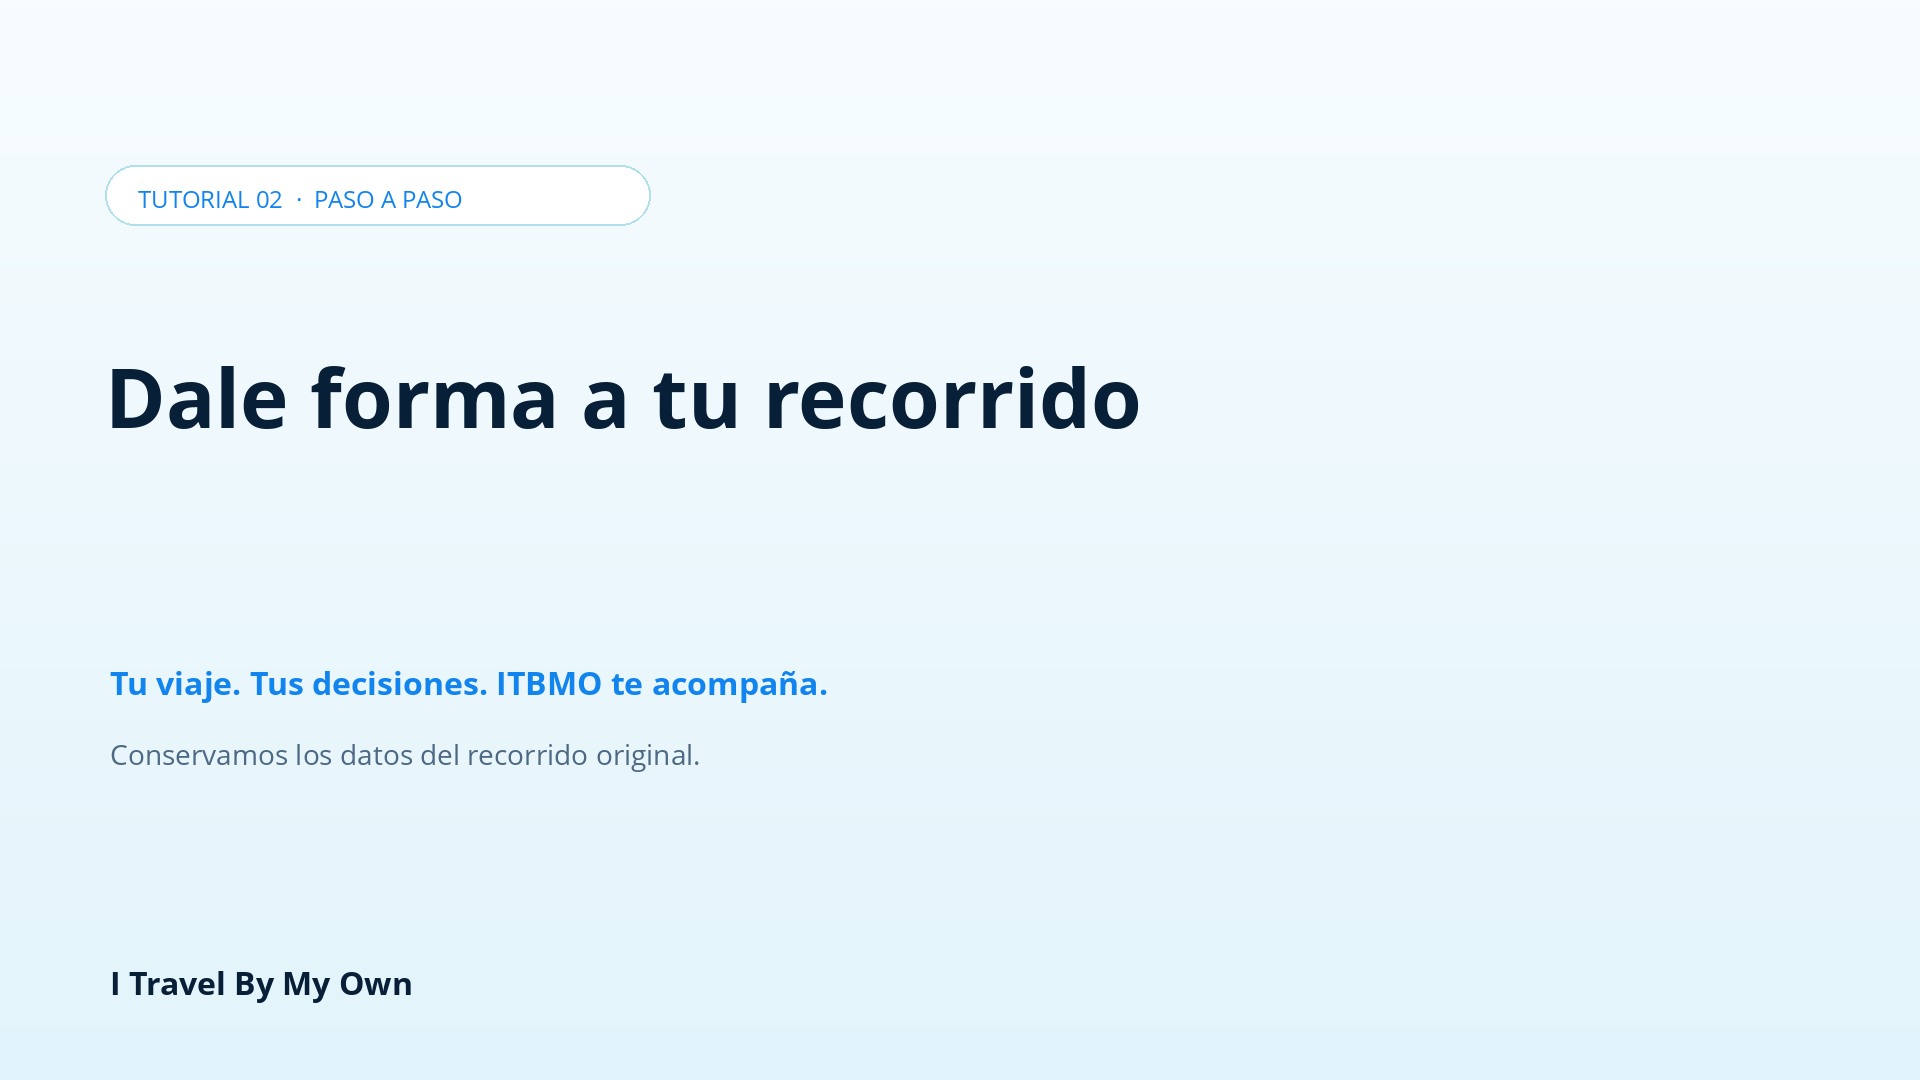 TUTORIAL 02 · PASO A PASO
Dale forma a tu recorrido
Tu viaje. Tus decisiones. ITBMO te acompaña.
Conservamos los datos del recorrido original.
I Travel By My Own